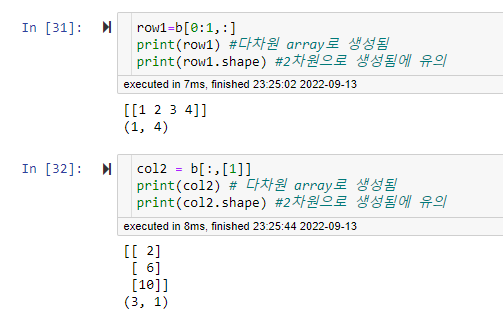 In [31]:
row1=b[0:1,:]
print(row1) #다차원 array로 생성됨
print(row1.shape) #2차원으로 생성됨에 유의
executed in 7ms, finished 23:25:02 2022-09-13
[[1 2 3 4]]
(1, 4)
In [32]:
col2 = b[:,[1]]
print(col2) # 다차원 array로 생성됨
print(col2.shape) #2차원으로 생성됨에 유의
executed in 8ms, finished 23:25:44 2022-09-13
[[ 2]
 [ 6]
 [10]]
(3, 1)